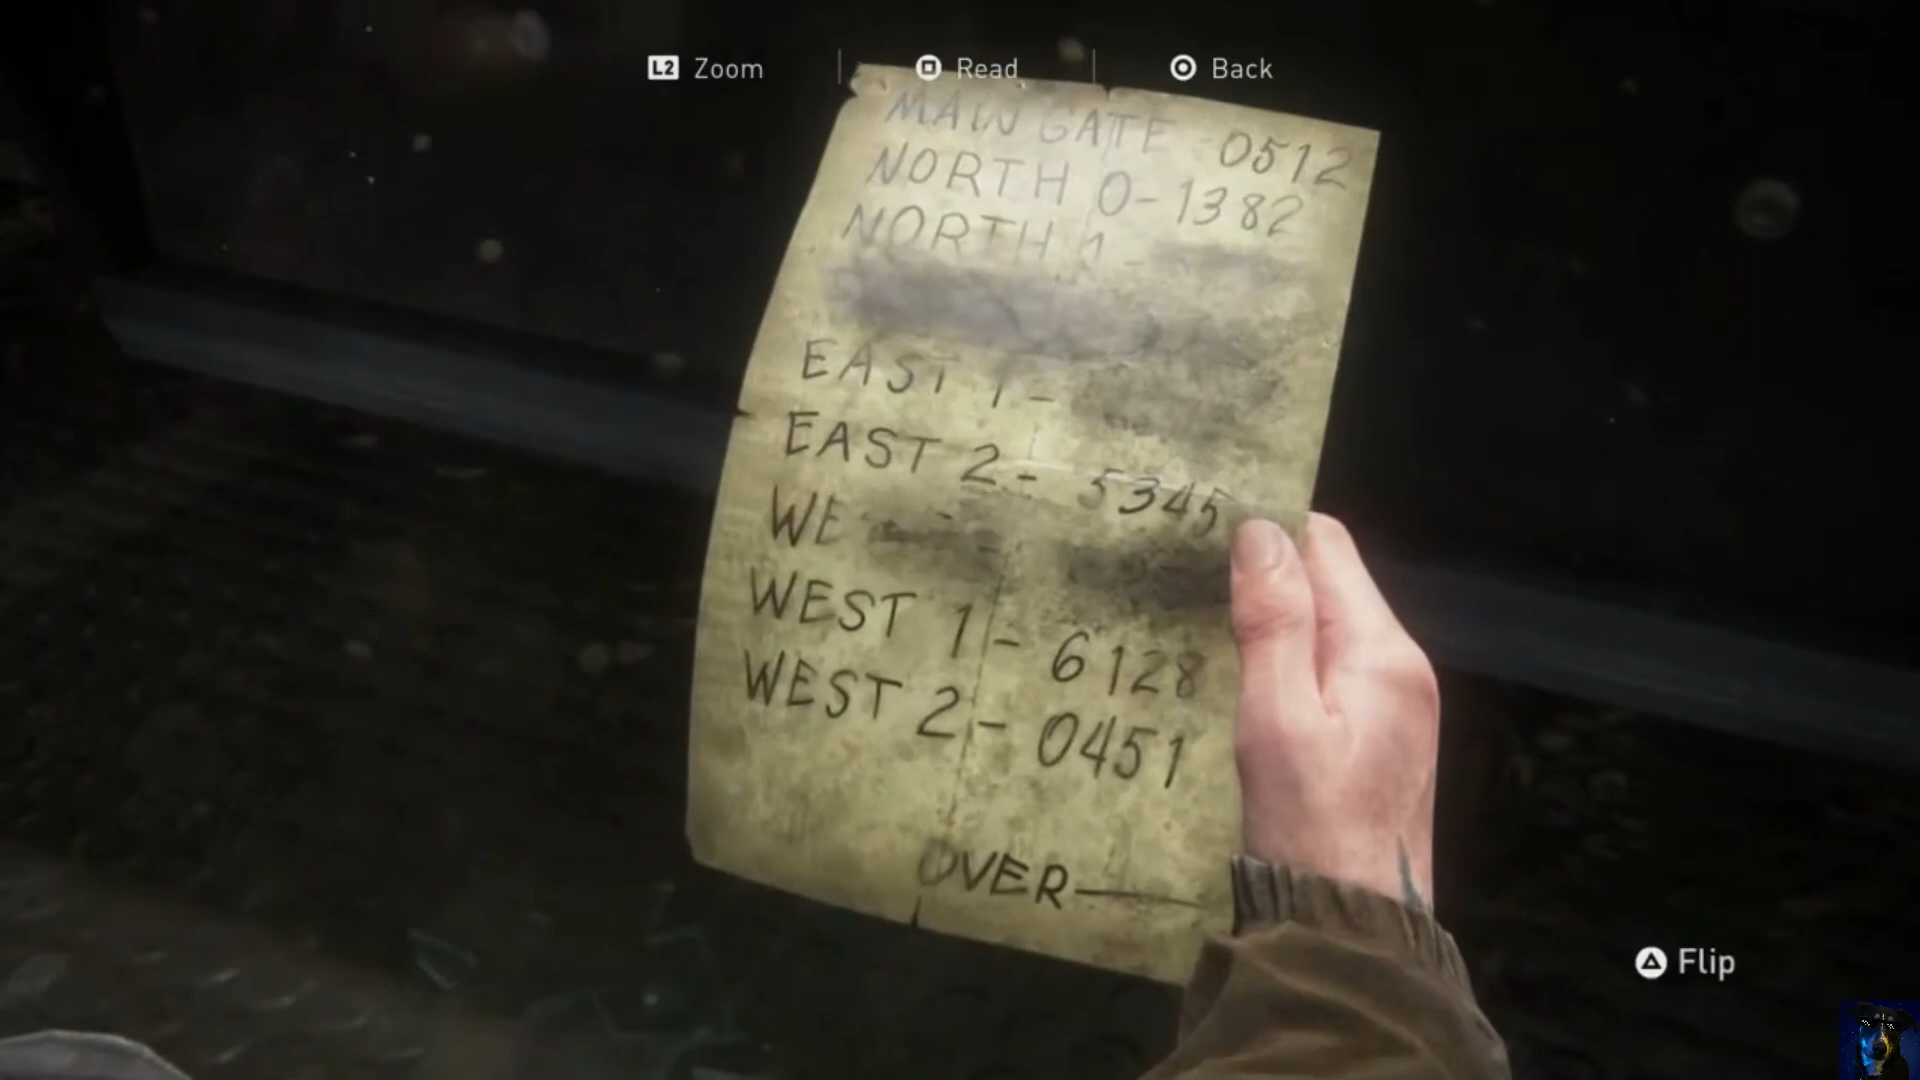 L2 Zoom Read Back
MAIN GATE - 0512
NORTH 0 - 1382
NORTH 1 -
EAST 1 -
EAST 2 - 5345
WE
WEST 1 - 6128
WEST 2 - 0451
OVER
Flip